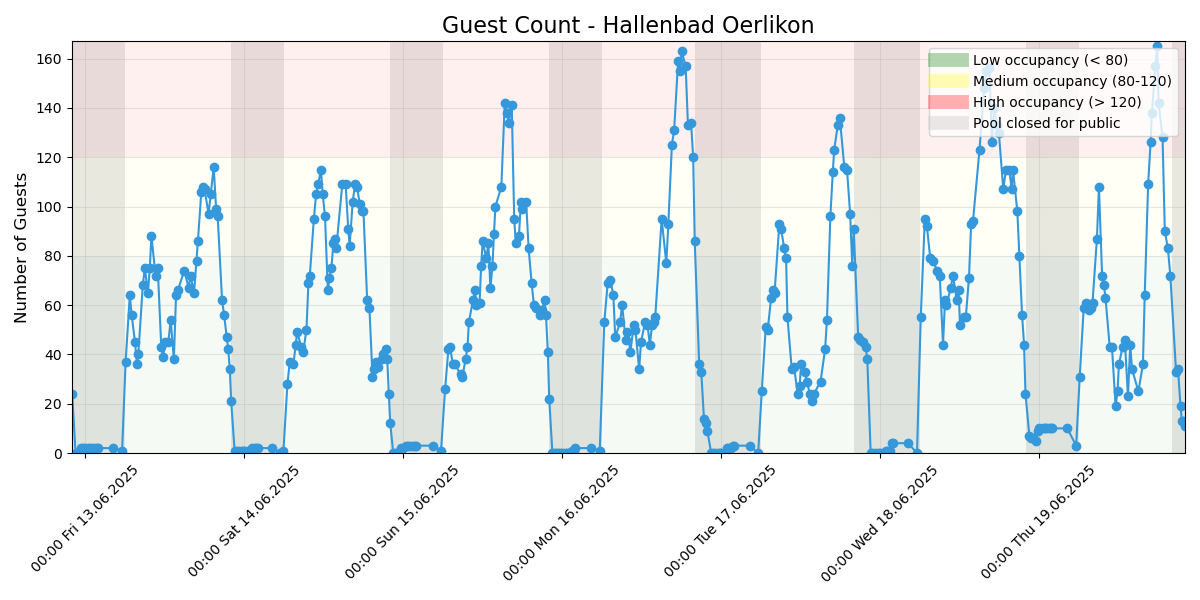 Guest Count - Hallenbad Oerlikon
Number of Guests
160
140
120
100
80
60
40
20
0
Low occupancy (< 80)
Medium occupancy (80-120)
High occupancy (> 120)
Pool closed for public
00:00 Fri 13.06.2025
00:00 Sat 14.06.2025
00:00 Sun 15.06.2025
00:00 Mon 16.06.2025
00:00 Tue 17.06.2025
00:00 Wed 18.06.2025
00:00 Thu 19.06.2025